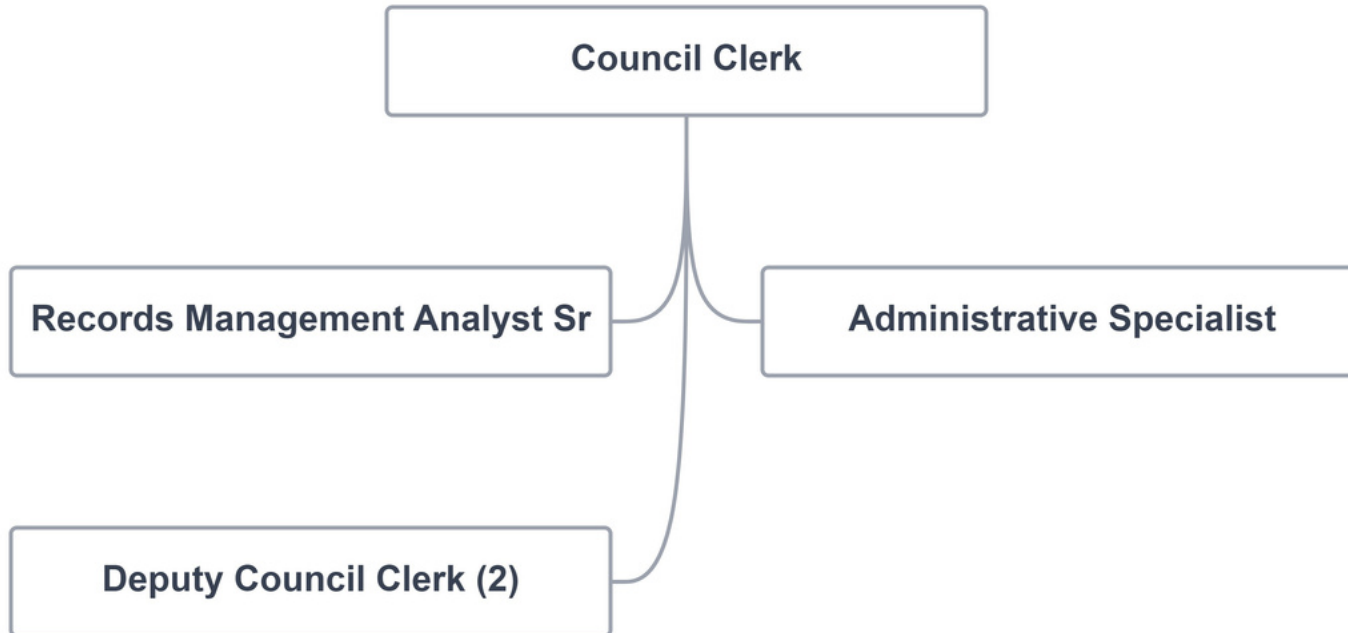 Council Clerk
Records Management Analyst Sr
Administrative Specialist
Deputy Council Clerk (2)